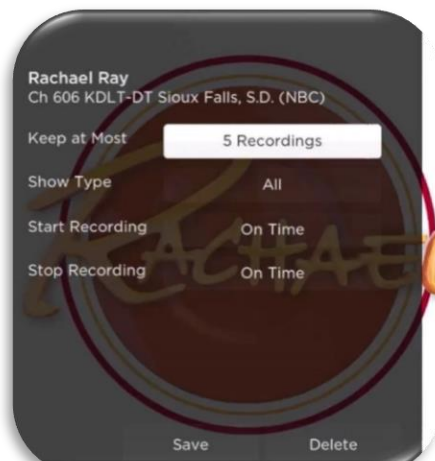 Rachael Ray
Ch 606 KDLT-DT Sioux Falls, S.D. (NBC)
Keep at Most 5 Recordings
Show Type All
Start Recording On Time
Stop Recording On Time
RACHAE
Save Delete